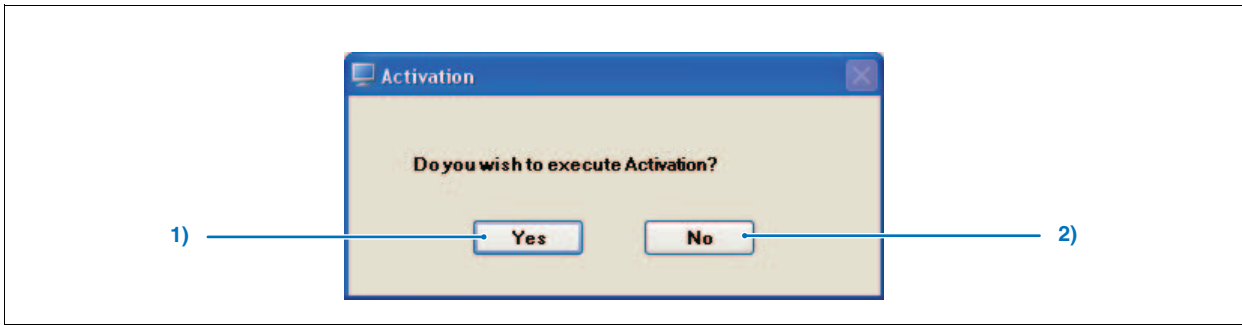 Activation
Do you wish to execute Activation?
1) Yes No 2)